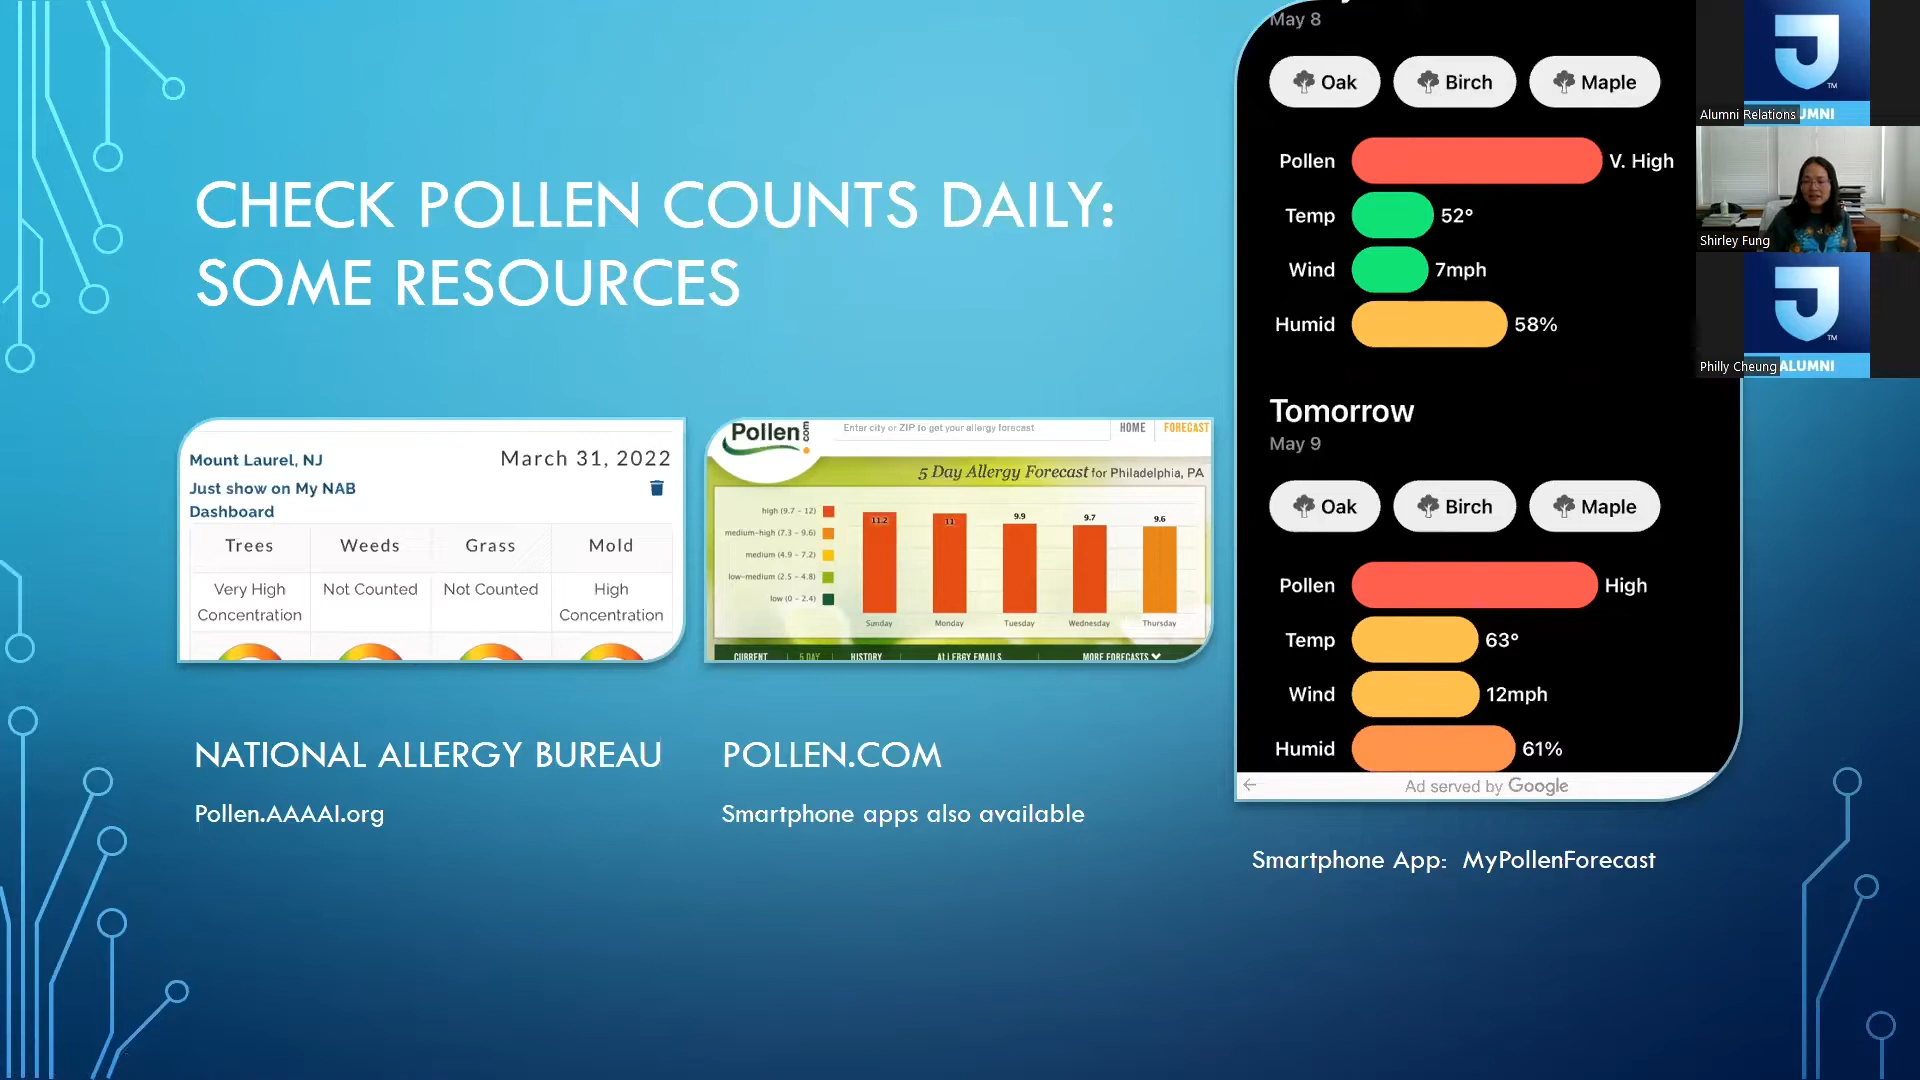 CHECK POLLEN COUNTS DAILY:
SOME RESOURCES
Mount Laurel, NJ
March 31, 2022
Just show on My NAB
Dashboard
Trees Weeds Grass Mold
Very High Not Counted Not Counted High
Concentration Concentration
NATIONAL ALLERGY BUREAU
Pollen.AAAAI.org
Pollen.com
Enter city or ZIP to get your allergy forecast
HOME FORECAST
5 Day Allergy Forecast for Philadelphia, PA
high (9.7 - 12)
medium-high (7.3 - 9.6)
medium (4.9 - 7.2)
low-medium (2.5 - 4.8)
low (0 - 2.4)
11.2 11 9.9 9.7 9.6
Sunday Monday Tuesday Wednesday Thursday
CURRENT 5 DAY HISTORY ALLERGY EMAILS MORE FORECASTS
POLLEN.COM
Smartphone apps also available
May 8
Oak Birch Maple
Pollen V. High
Temp 52°
Wind 7mph
Humid 58%
Tomorrow
May 9
Oak Birch Maple
Pollen High
Temp 63°
Wind 12mph
Humid 61%
Ad served by Google
Smartphone App: MyPollenForecast
J
TM
Alumni Relations
UMNI
Shirley Fung
J
TM
Philly Cheung
ALUMNI